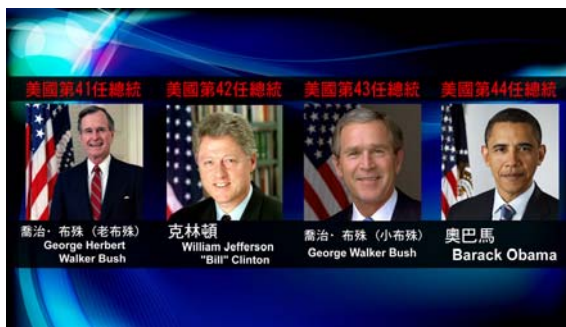 美國第41任總統
美國第42任總統
美國第43任總統
美國第44任總統
喬治·布殊（老布殊）
George Herbert
Walker Bush
克林頓
William Jefferson
"Bill" Clinton
喬治·布殊（小布殊）
George Walker Bush
奧巴馬
Barack Obama